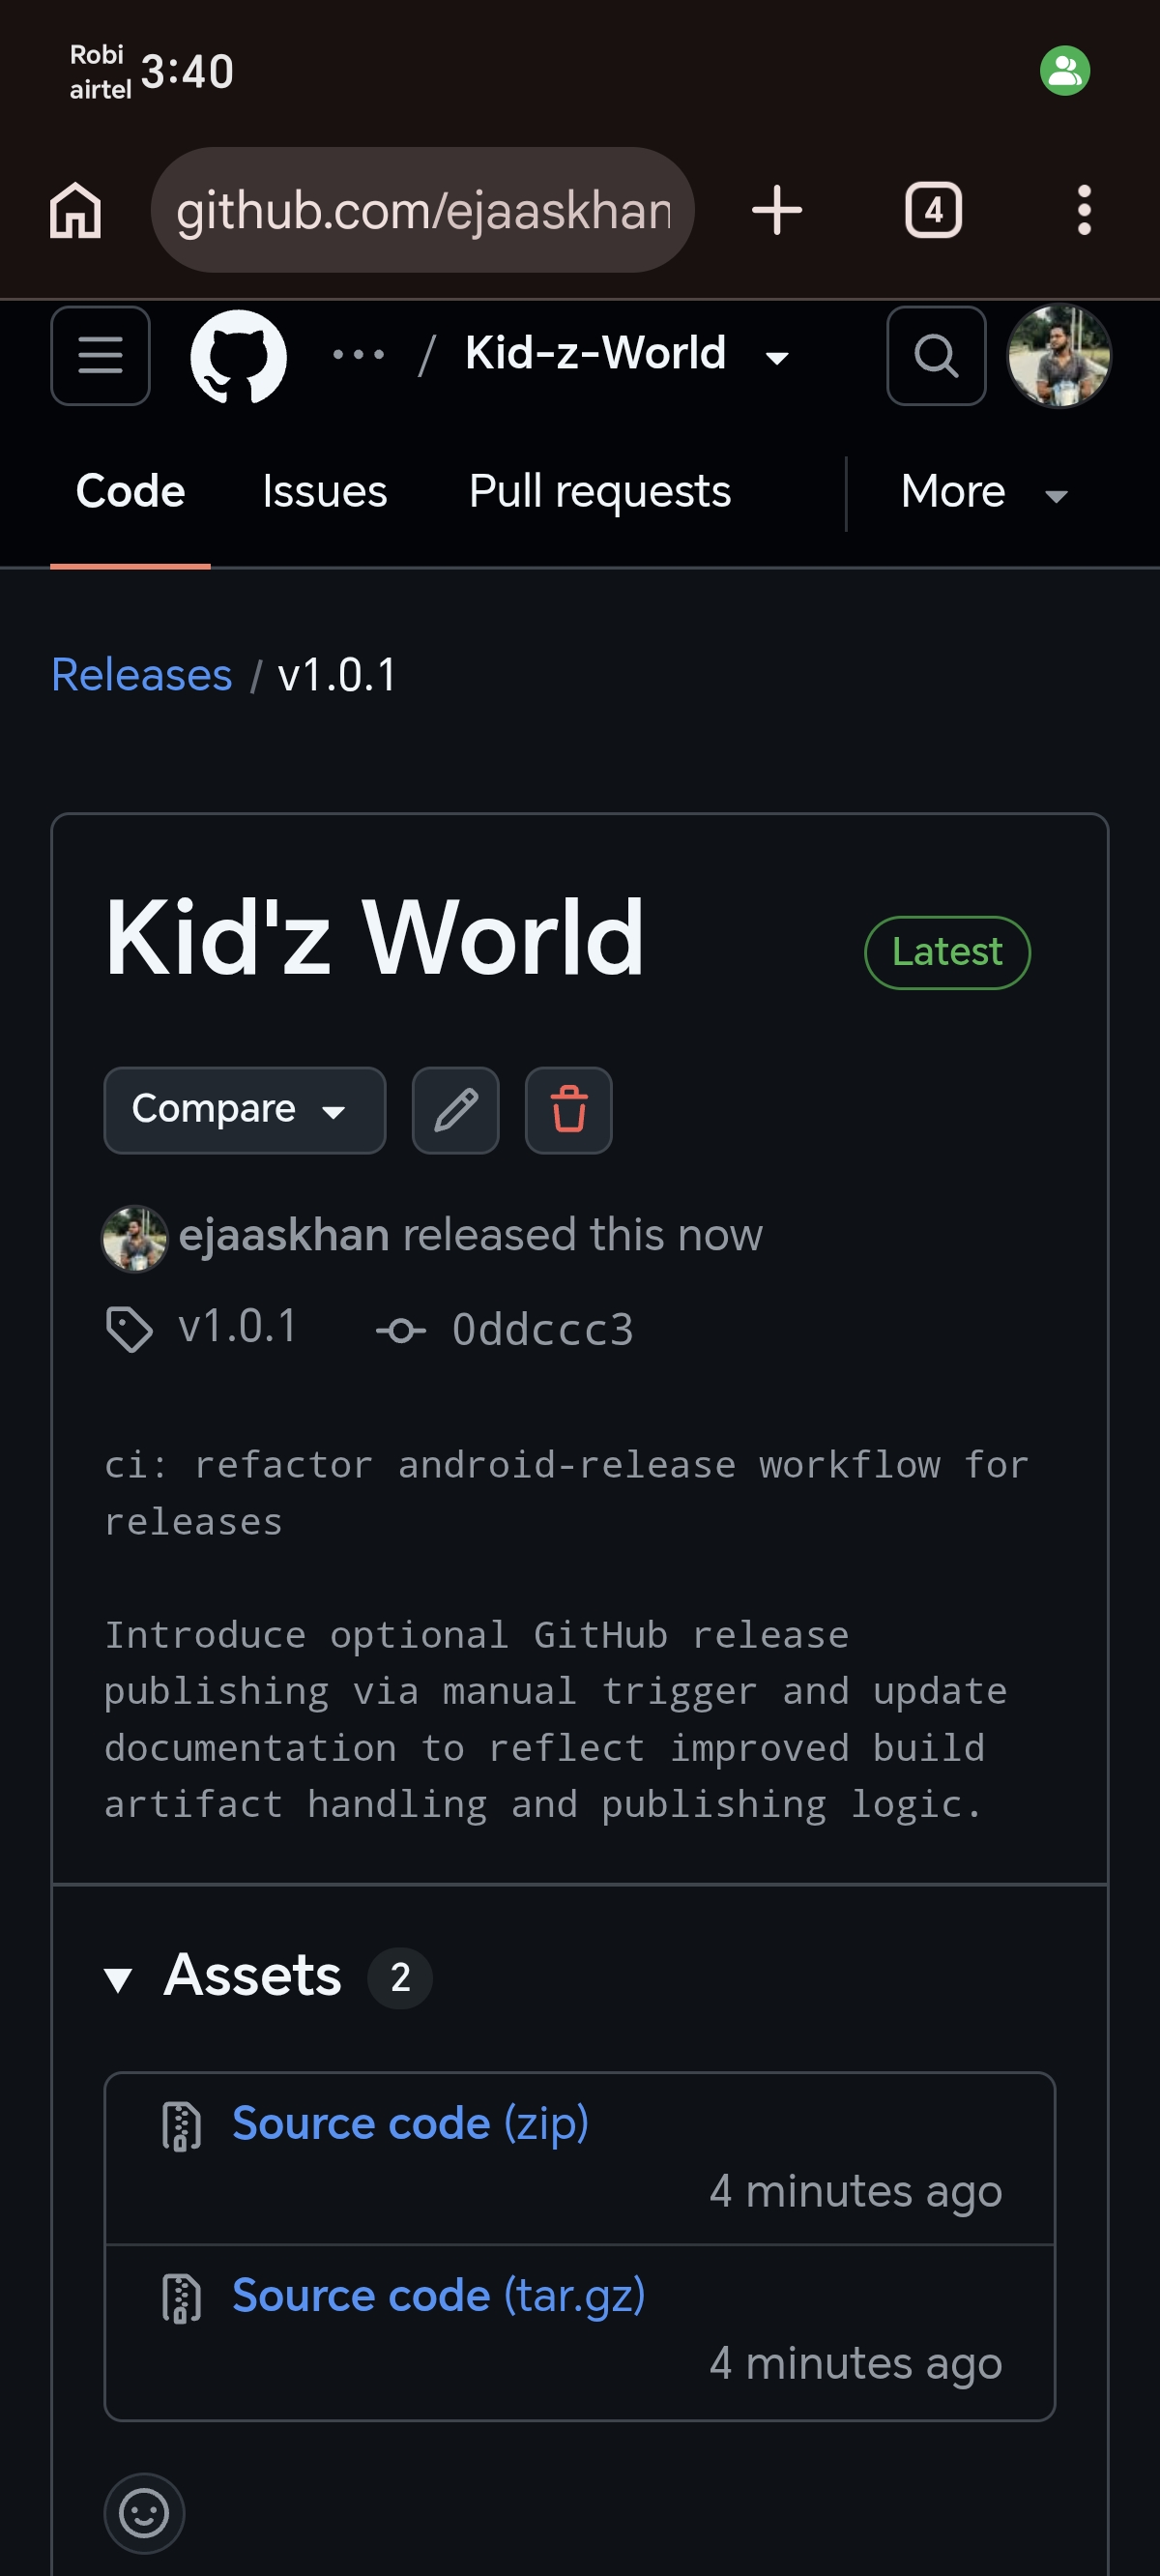 Robi
airtel
3:40
github.com/ejaaskhan
4
/ Kid-z-World
Code Issues Pull requests More
Releases / v1.0.1
Kid'z World
Latest
Compare
ejaaskhan released this now
v1.0.1 0ddccc3
ci: refactor android-release workflow for
releases
Introduce optional GitHub release
publishing via manual trigger and update
documentation to reflect improved build
artifact handling and publishing logic.
Assets 2
Source code (zip)
4 minutes ago
Source code (tar.gz)
4 minutes ago